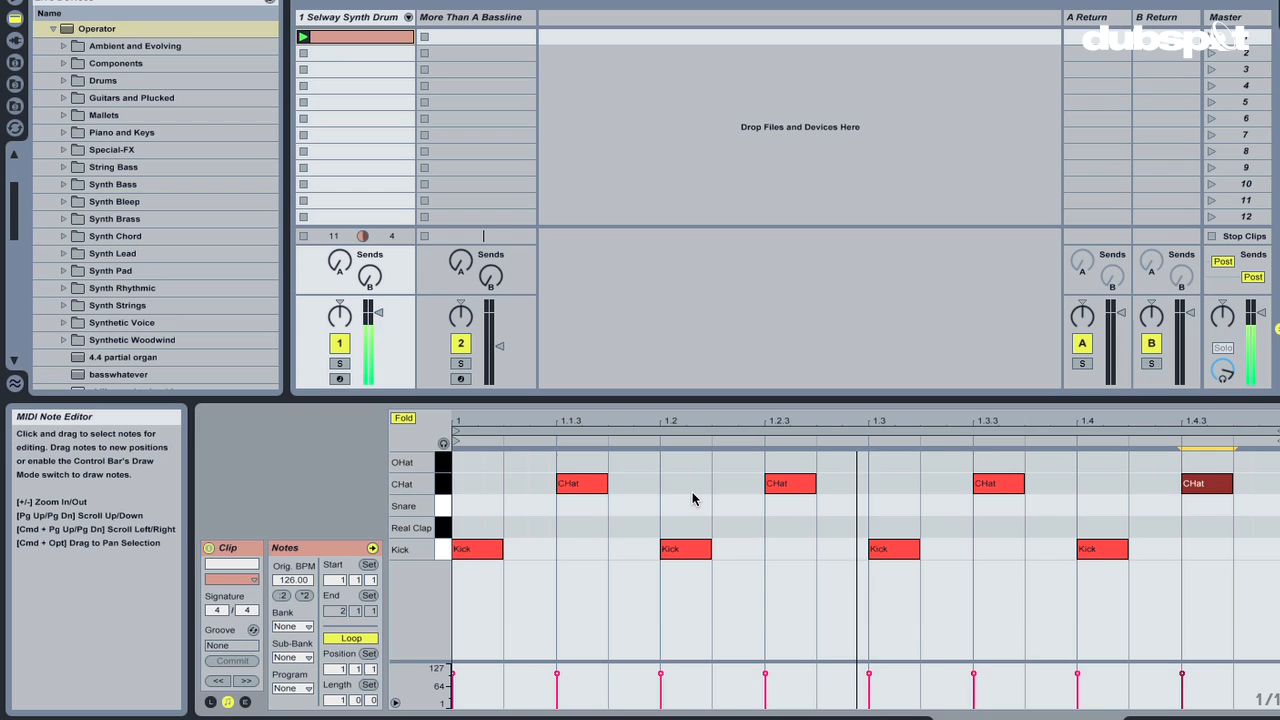 Name
Operator
Ambient and Evolving
Components
Drums
Guitars and Plucked
Mallets
Piano and Keys
Special-FX
String Bass
Synth Bass
Synth Bleep
Synth Brass
Synth Chord
Synth Lead
Synth Pad
Synth Rhythmic
Synth Strings
Synthetic Voice
Synthetic Woodwind
4.4 partial organ
basswhatever
1 Selway Synth Drum
More Than A Bassline
A Return
B Return
Master
dubspot
2
3
4
5
6
7
8
9
10
11
12
Drop Files and Devices Here
11 4
Stop Clips
Sends
Sends
Sends
Sends
Sends
A
B
A
B
A
B
A
B
Post
Post
1
2
A
B
Solo
S
S
S
S
MIDI Note Editor
Click and drag to select notes for
editing. Drag notes to new positions
or enable the Control Bar's Draw
Mode switch to draw notes.
[+/-] Zoom In/Out
[Pg Up/Pg Dn] Scroll Up/Down
[Cmd + Pg Up/Pg Dn] Scroll Left/Right
[Cmd + Opt] Drag to Pan Selection
Clip
Signature
4 / 4
Groove
None
Commit
<< >>
L E
Notes
Orig. BPM
126.00
:2 *2
Bank
None
Sub-Bank
None
Program
None
Start Set
1 1 1
End Set
2 1 1
Loop
Position Set
1 1 1
Length Set
1 0 0
Fold
1 1.1.3 1.2 1.2.3 1.3 1.3.3 1.4 1.4.3
OHat
CHat
Snare
Real Clap
Kick
CHat CHat CHat CHat
Kick Kick Kick Kick
127
64
1